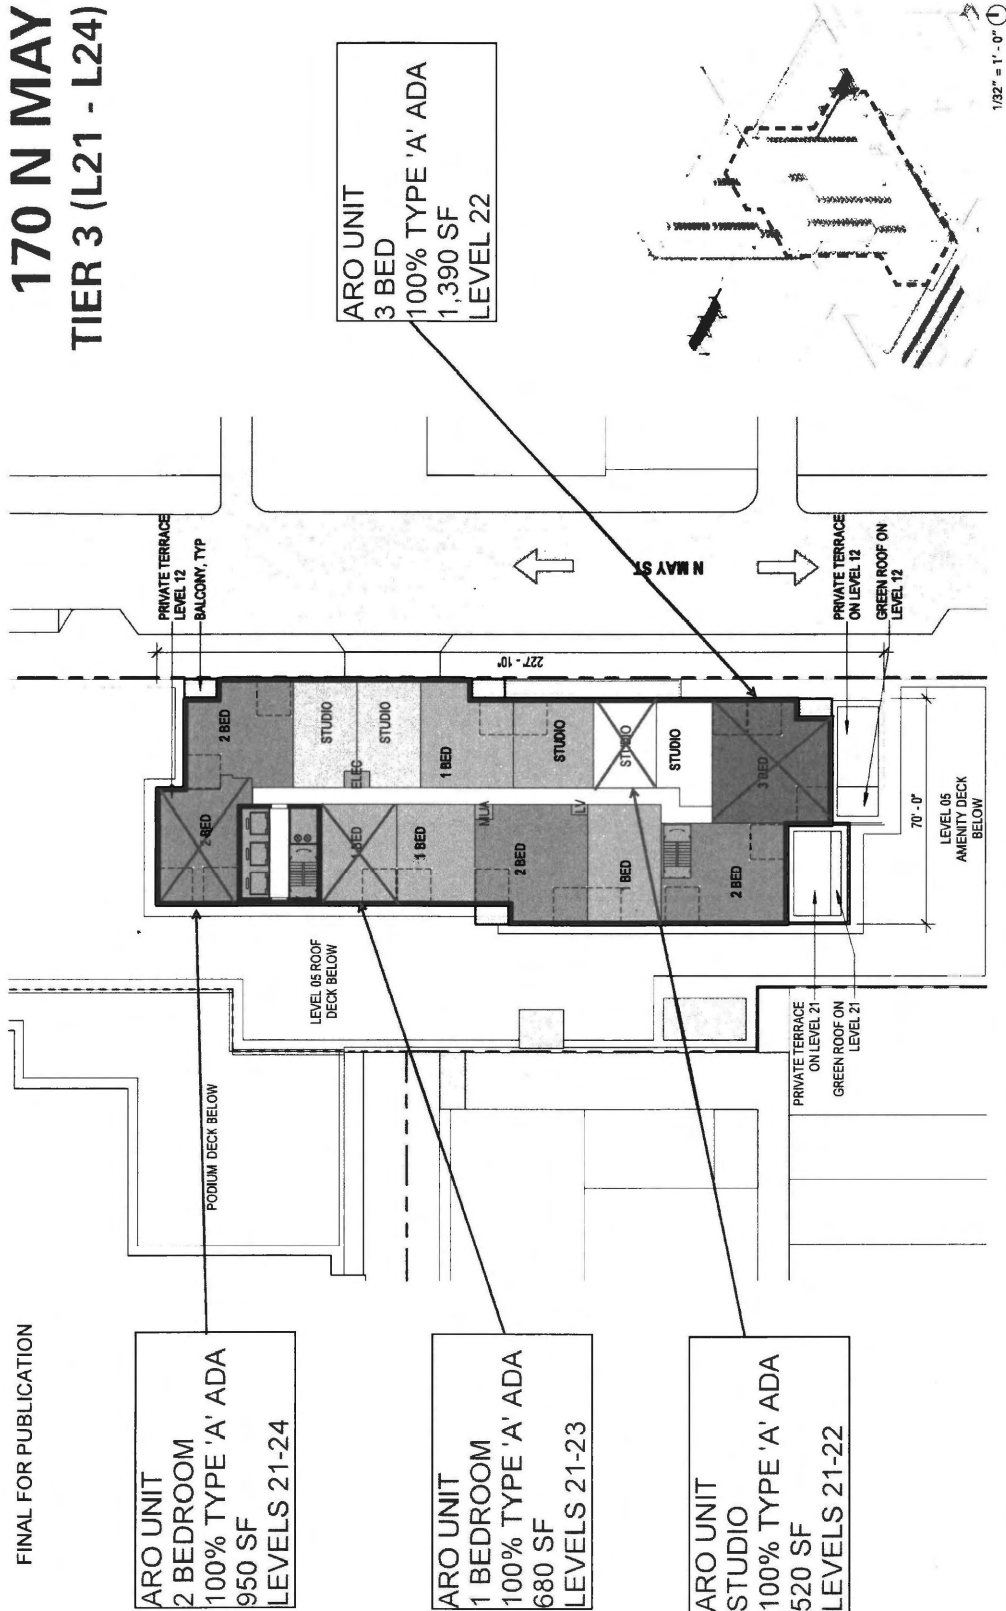 170 N MAY
TIER 3 (L21 - L24)
FINAL FOR PUBLICATION
ARO UNIT
3 BED
100% TYPE 'A' ADA
1,390 SF
LEVEL 22
PRIVATE TERRACE
LEVEL 12
BALCONY, TYP
N MAY ST
PRIVATE TERRACE
ON LEVEL 12
GREEN ROOF ON
LEVEL 12
227' - 10"
2 BED
STUDIO
STUDIO
1 BED
STUDIO
STUDIO
STUDIO
3 BED
ELEC
MUA
LV
2 BED
1 BED
1 BED
2 BED
1 BED
2 BED
70' - 0"
LEVEL 05
AMENITY DECK
BELOW
LEVEL 05 ROOF
DECK BELOW
PRIVATE TERRACE
ON LEVEL 21
GREEN ROOF ON
LEVEL 21
PODIUM DECK BELOW
ARO UNIT
2 BEDROOM
100% TYPE 'A' ADA
950 SF
LEVELS 21-24
ARO UNIT
1 BEDROOM
100% TYPE 'A' ADA
680 SF
LEVELS 21-23
ARO UNIT
STUDIO
100% TYPE 'A' ADA
520 SF
LEVELS 21-22
1/32" = 1' - 0"